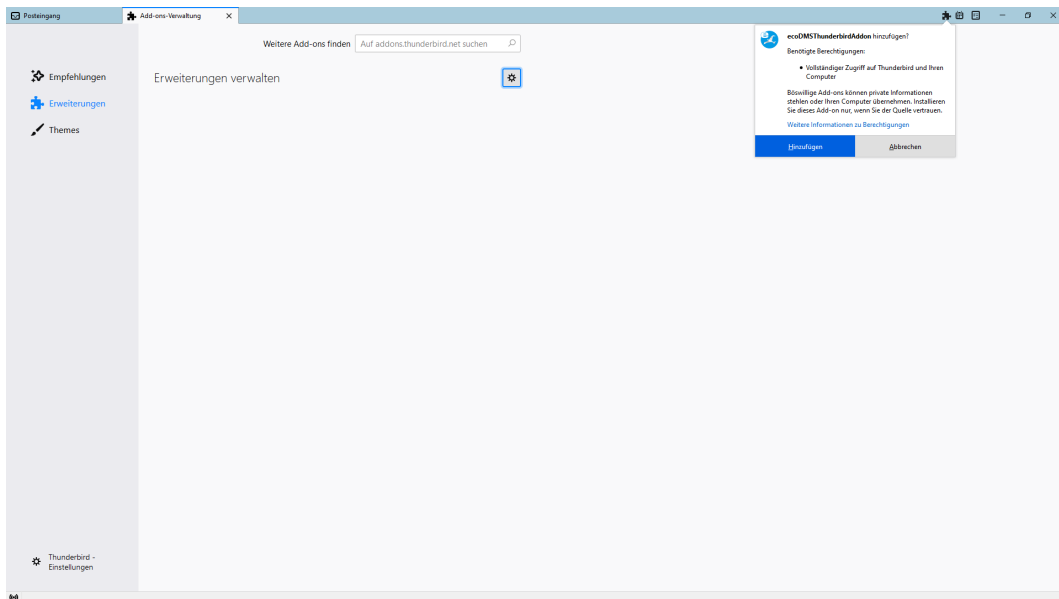 Posteingang
Add-ons-Verwaltung
Weitere Add-ons finden
Auf addons.thunderbird.net suchen
Empfehlungen
Erweiterungen
Themes
Erweiterungen verwalten
ecoDMSThunderbirdAddon hinzufügen?
Benötigte Berechtigungen:
• Vollständiger Zugriff auf Thunderbird und Ihren
Computer
Böswillige Add-ons können private Informationen
stehlen oder Ihren Computer übernehmen. Installieren
Sie dieses Add-on nur, wenn Sie der Quelle vertrauen.
Weitere Informationen zu Berechtigungen
Hinzufügen
Abbrechen
Thunderbird -
Einstellungen